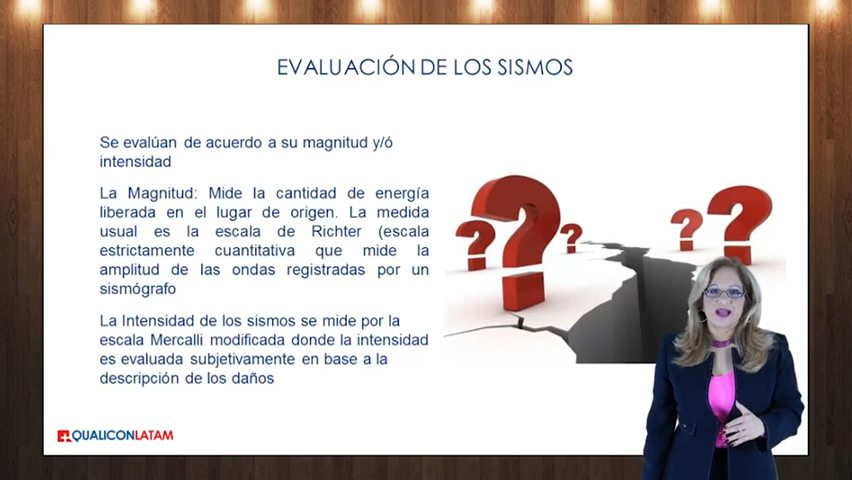 EVALUACIÓN DE LOS SISMOS
Se evalúan de acuerdo a su magnitud y/ó
intensidad
La Magnitud: Mide la cantidad de energía
liberada en el lugar de origen. La medida
usual es la escala de Richter (escala
estrictamente cuantitativa que mide la
amplitud de las ondas registradas por un
sismógrafo
La Intensidad de los sismos se mide por la
escala Mercalli modificada donde la intensidad
es evaluada subjetivamente en base a la
descripción de los daños
QUALICONLATAM